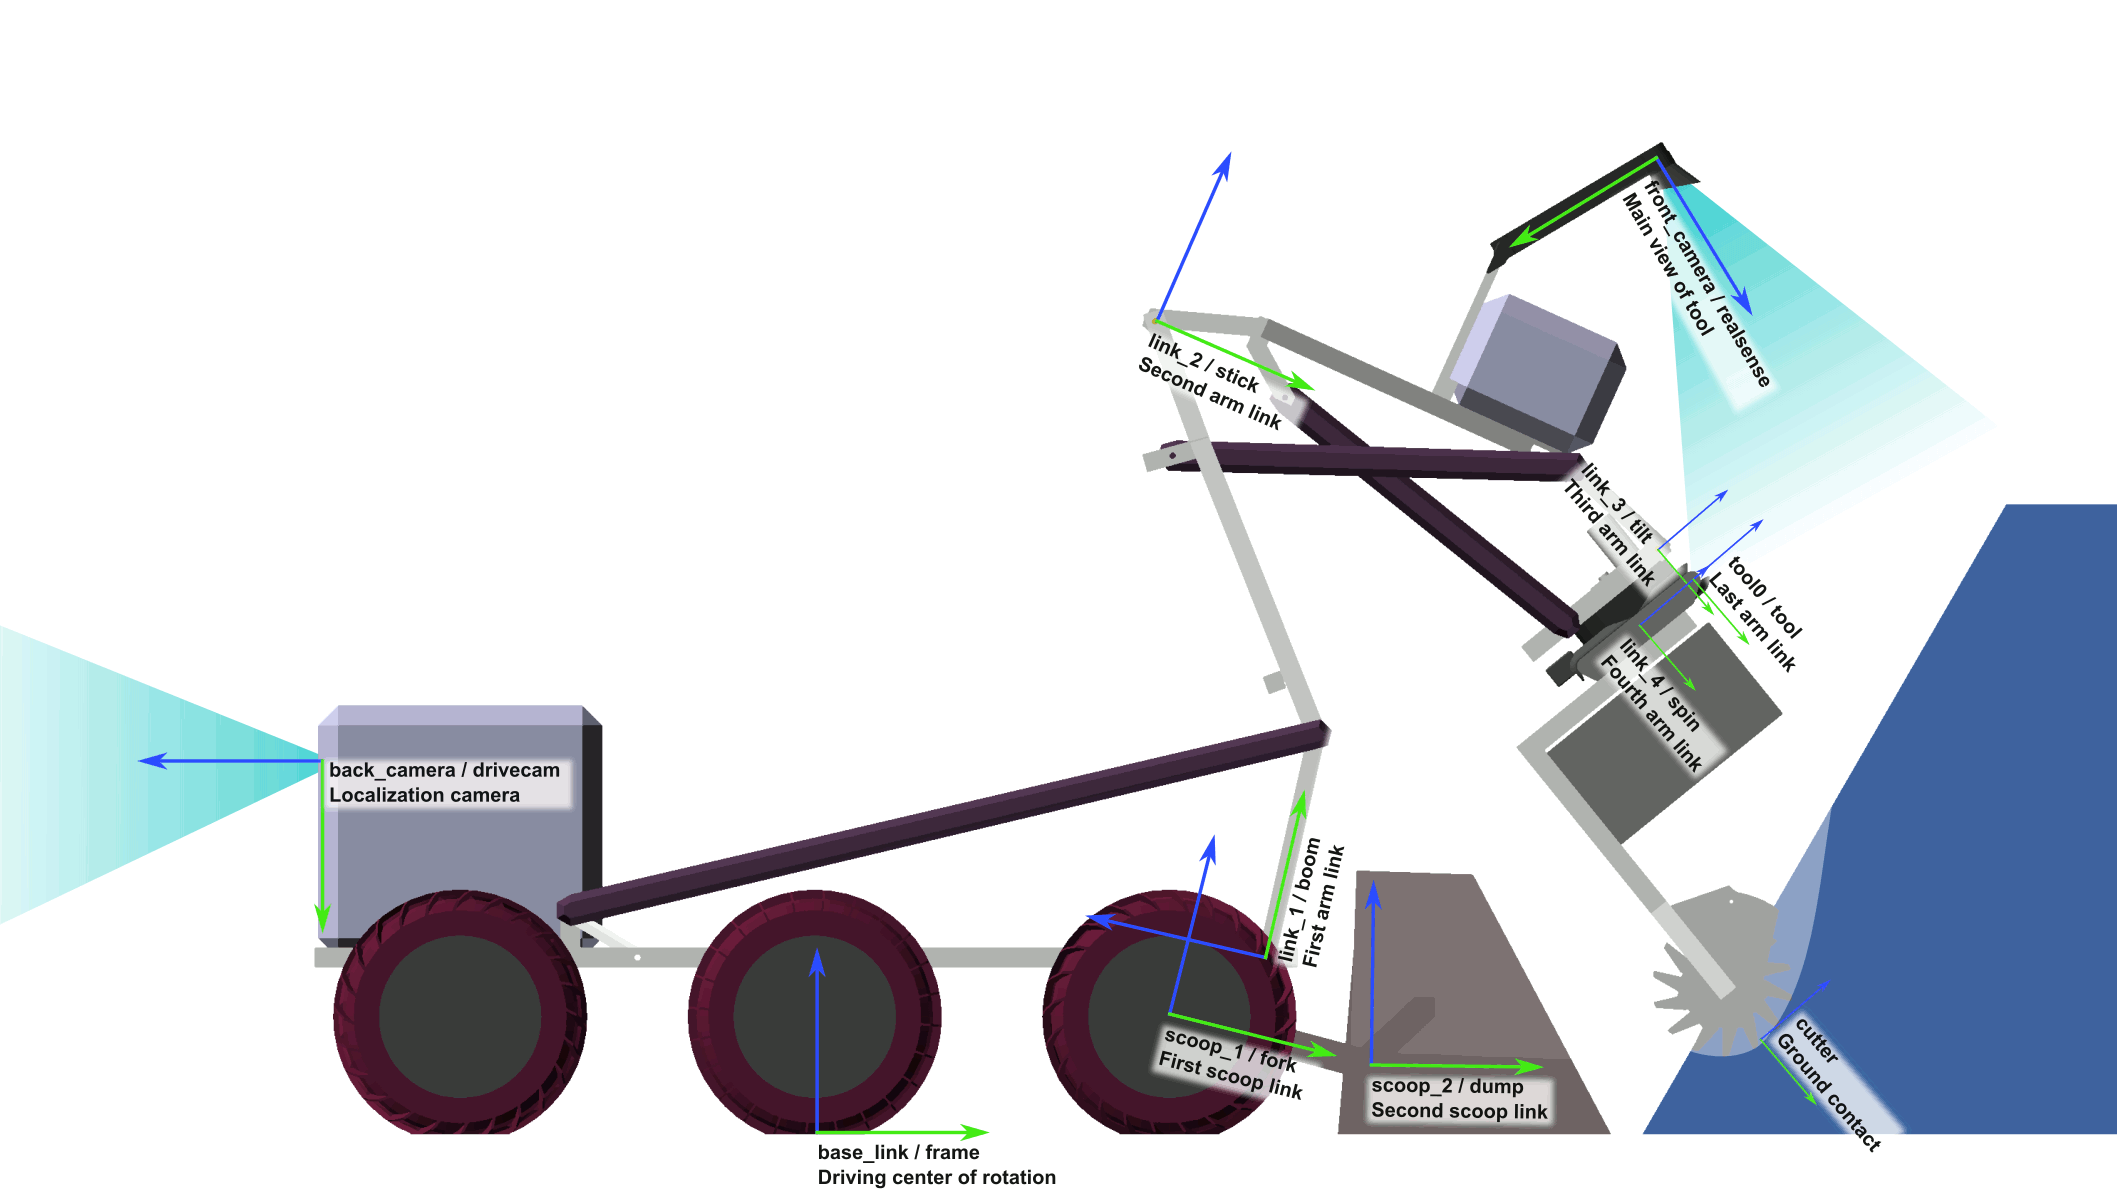 front_camera / realsense
Main view of tool
link_2 / stick
Second arm link
link_3 / tilt
Third arm link
tool0 / tool
Last arm link
link_4 / spin
Fourth arm link
back_camera / drivecam
Localization camera
link_1 / boom
First arm link
scoop_1 / fork
First scoop link
scoop_2 / dump
Second scoop link
cutter
Ground contact
base_link / frame
Driving center of rotation